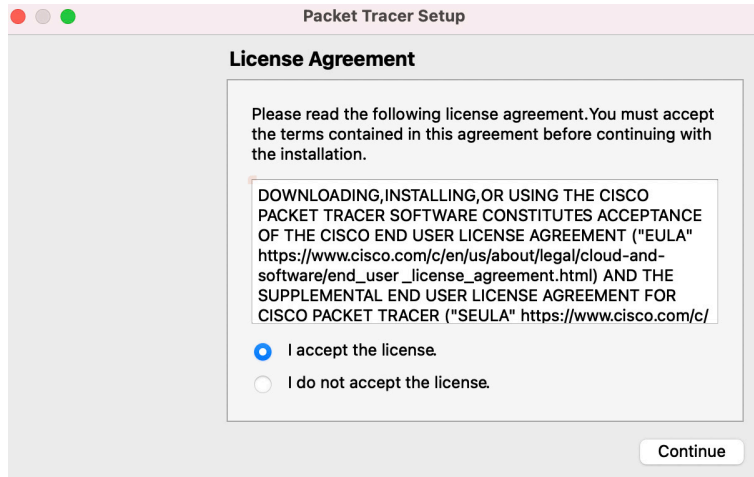 Packet Tracer Setup
License Agreement
Please read the following license agreement.You must accept
the terms contained in this agreement before continuing with
the installation.
DOWNLOADING,INSTALLING,OR USING THE CISCO
PACKET TRACER SOFTWARE CONSTITUTES ACCEPTANCE
OF THE CISCO END USER LICENSE AGREEMENT ("EULA"
https://www.cisco.com/c/en/us/about/legal/cloud-and-
software/end_user _license_agreement.html) AND THE
SUPPLEMENTAL END USER LICENSE AGREEMENT FOR
CISCO PACKET TRACER ("SEULA" https://www.cisco.com/c/
I accept the license.
I do not accept the license.
Continue